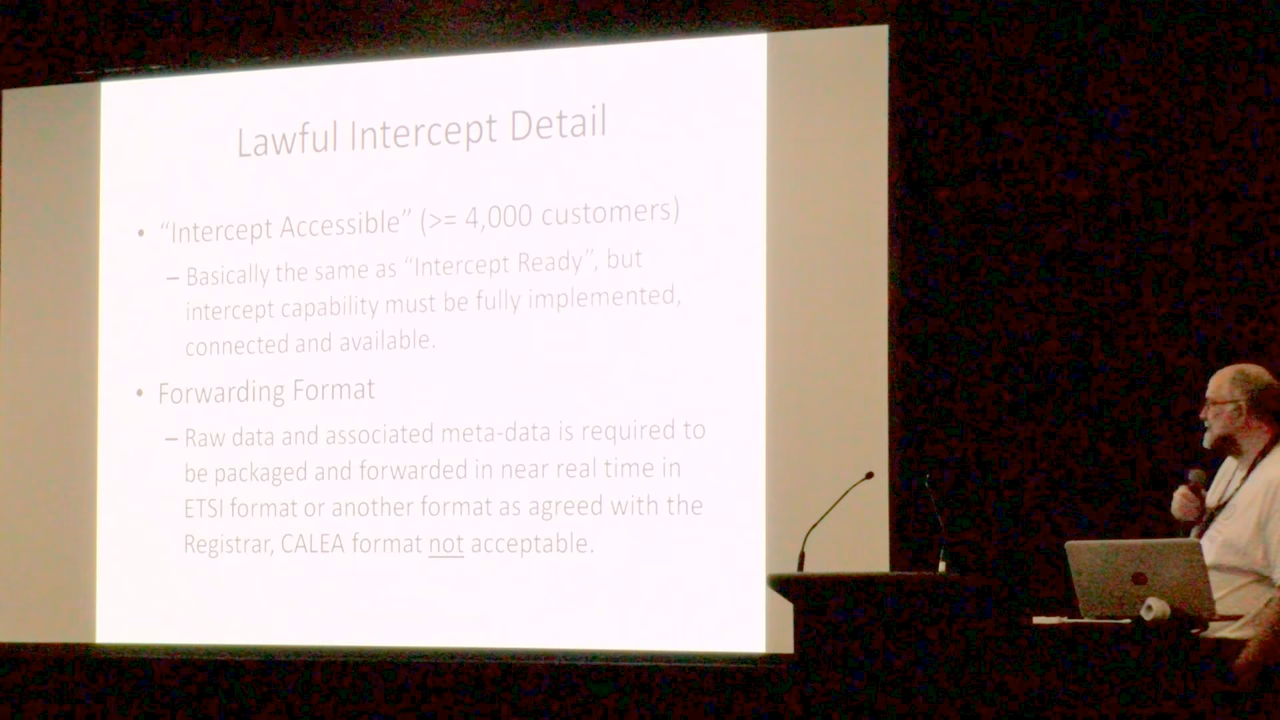 Lawful Intercept Detail
• “Intercept Accessible” (>= 4,000 customers)
– Basically the same as “Intercept Ready”, but
intercept capability must be fully implemented,
connected and available.
• Forwarding Format
– Raw data and associated meta-data is required to
be packaged and forwarded in near real time in
ETSI format or another format as agreed with the
Registrar, CALEA format not acceptable.